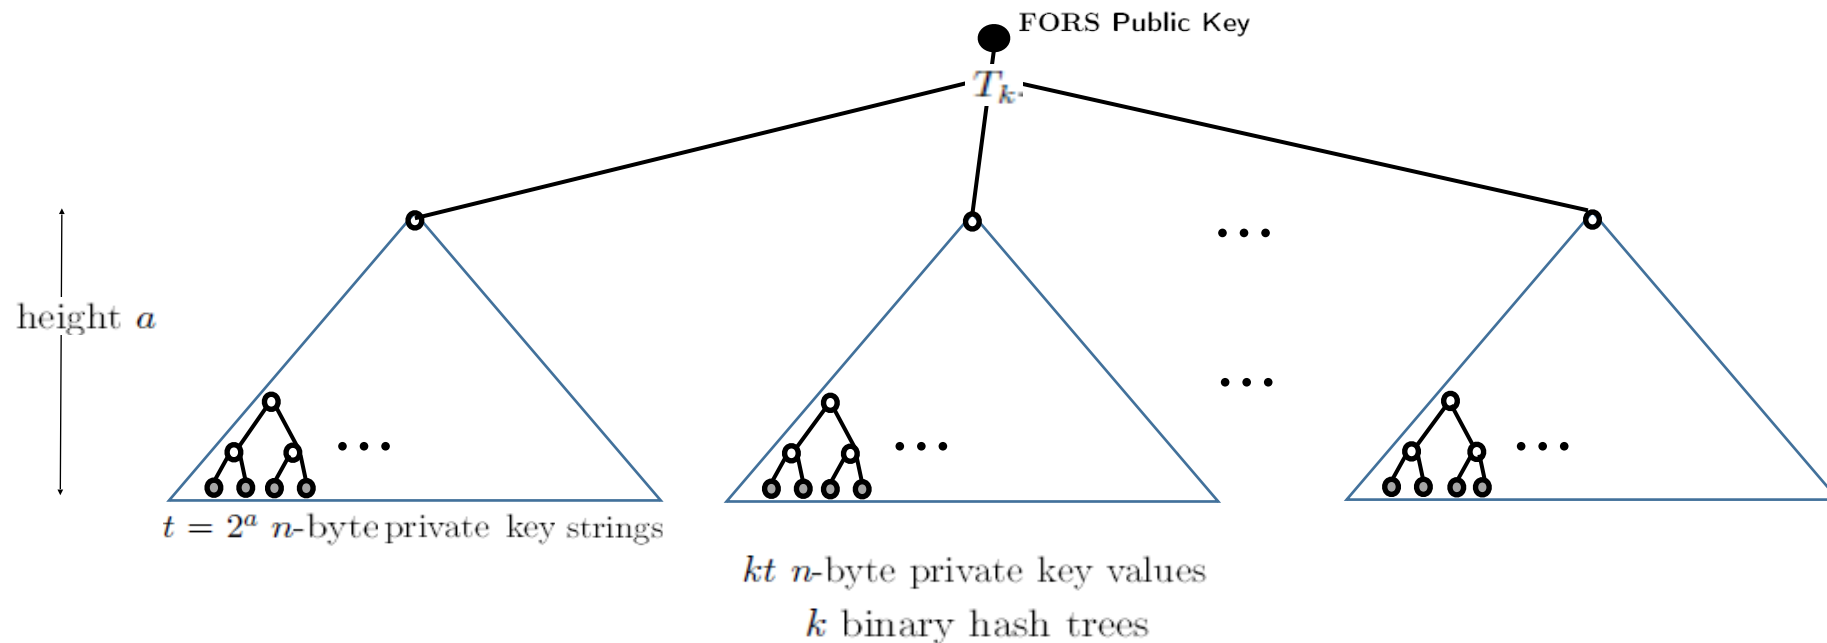 FORS Public Key
T_k.
height a
t = 2^a n-byte private key strings
kt n-byte private key values
k binary hash trees